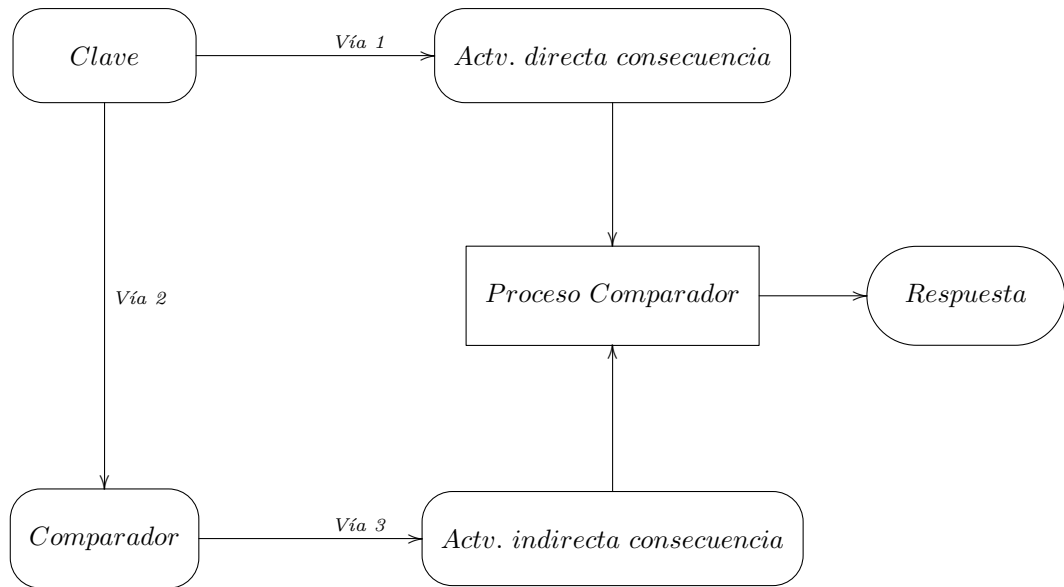 Clave
Vía 1
Actv. directa consecuencia
Vía 2
Proceso Comparador
Respuesta
Comparador
Vía 3
Actv. indirecta consecuencia